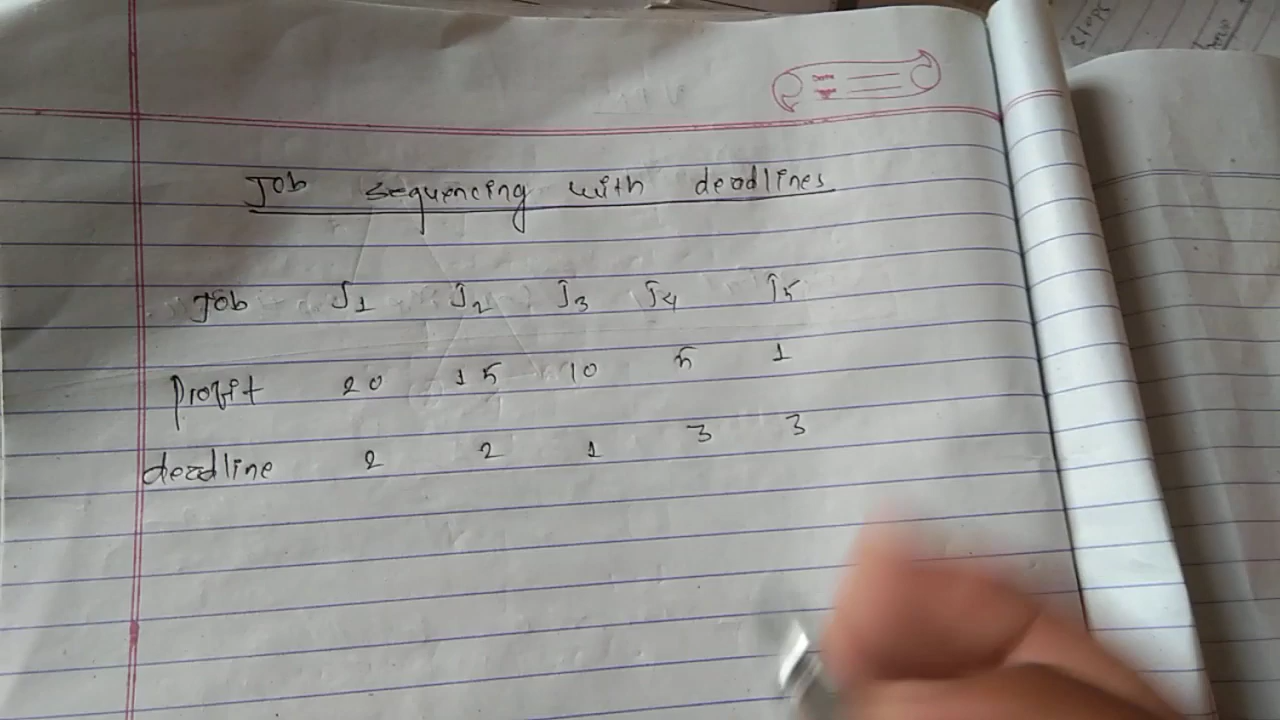 Job sequencing with deadlines
Job J1 J2 J3 J4 J5
Profit 20 15 10 5 1
deadline 2 2 1 3 3